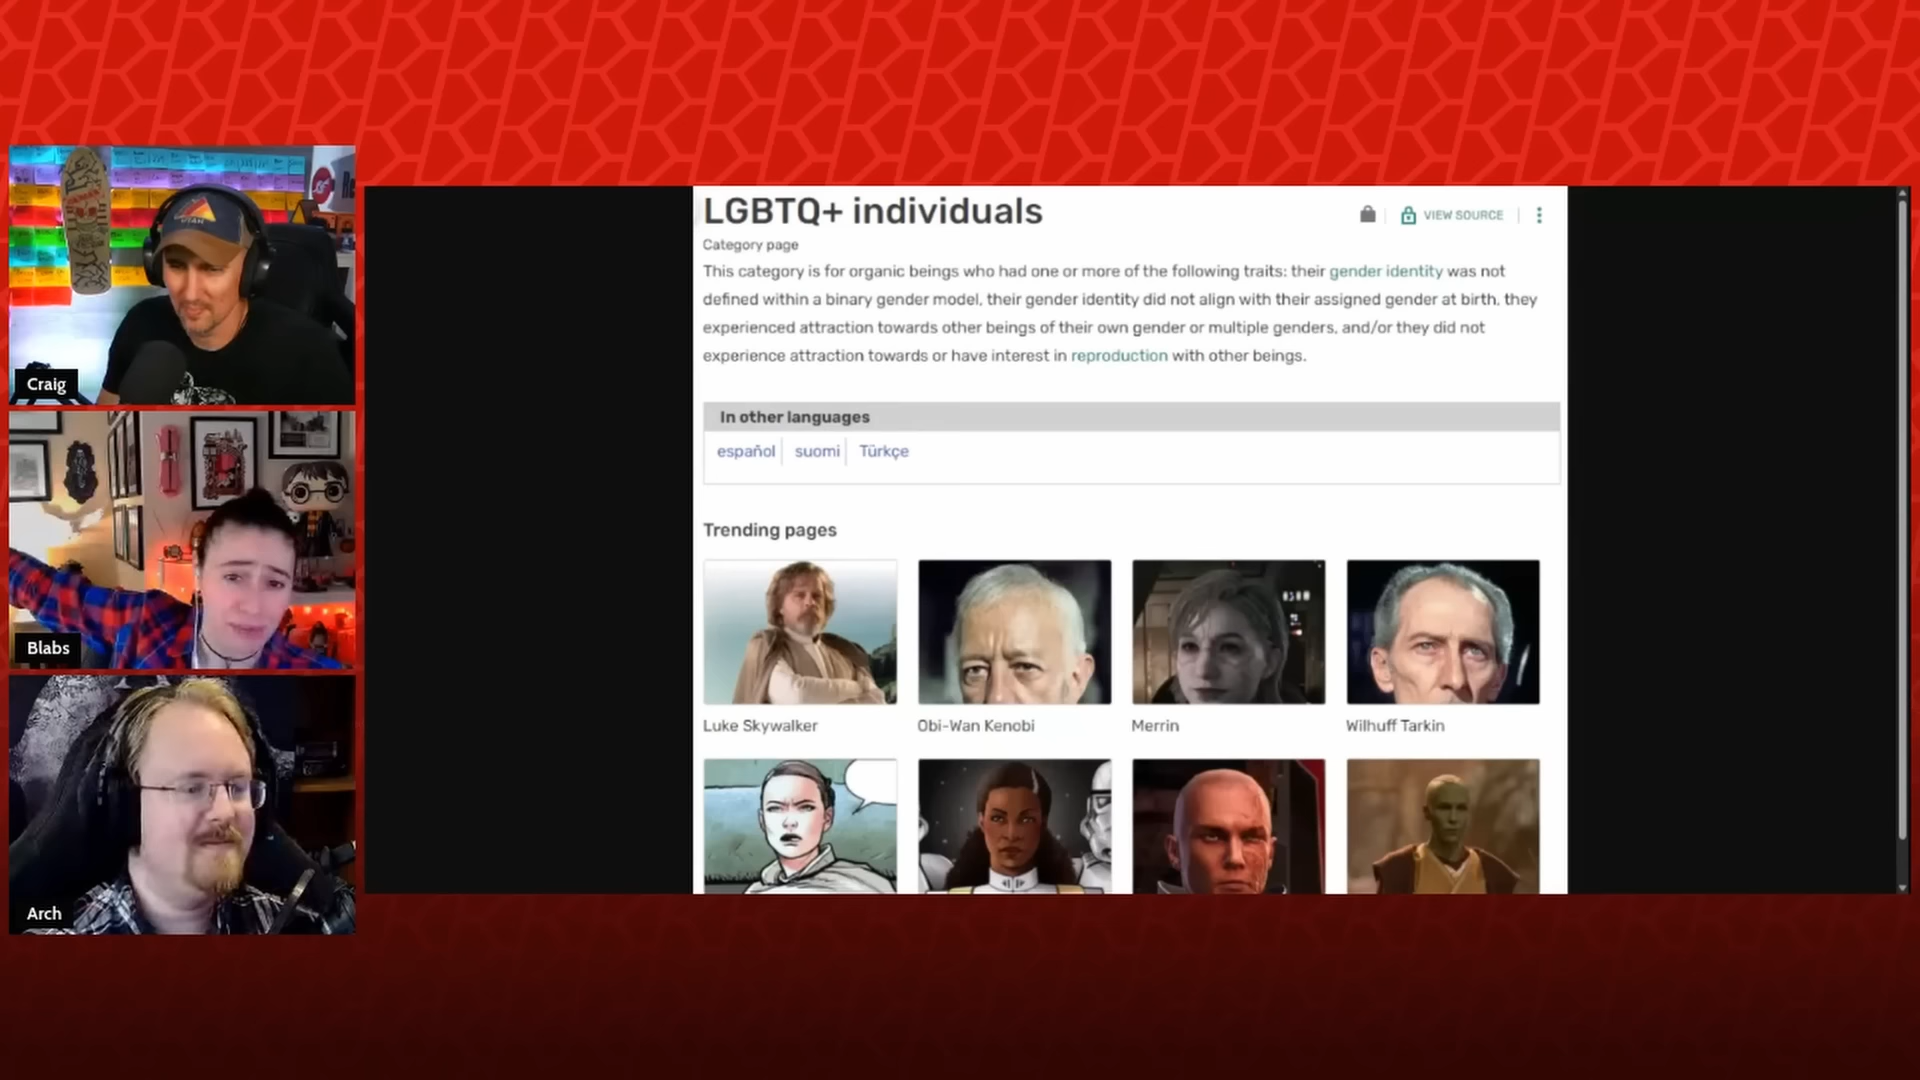 LGBTQ+ individuals
VIEW SOURCE
Category page
This category is for organic beings who had one or more of the following traits: their gender identity was not
defined within a binary gender model, their gender identity did not align with their assigned gender at birth, they
experienced attraction towards other beings of their own gender or multiple genders, and/or they did not
experience attraction towards or have interest in reproduction with other beings.
In other languages
español
suomi
Türkçe
Trending pages
Luke Skywalker
Obi-Wan Kenobi
Merrin
Wilhuff Tarkin
Craig
Blabs
Arch